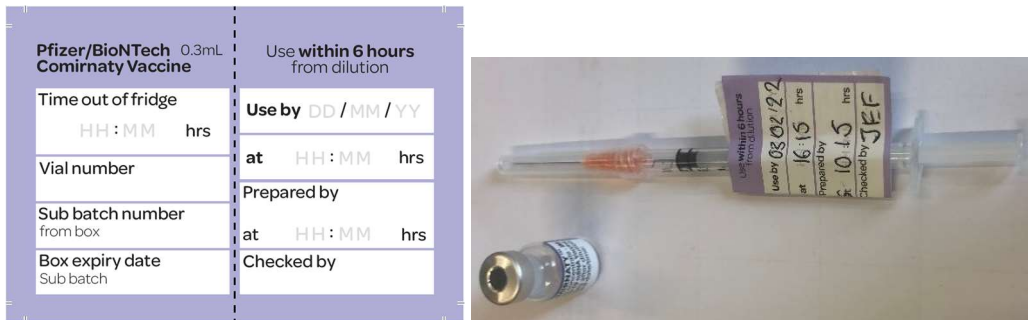 Pfizer/BioNTech 0.3mL
Comirnaty Vaccine
Time out of fridge
HH:MM hrs
Vial number
Sub batch number
from box
Box expiry date
Sub batch
Use within 6 hours
from dilution
Use by DD/MM/YY
at HH:MM hrs
Prepared by
at HH:MM hrs
Checked by
Use within 6 hours
from dilution
Use by 03/02/22
at 16:15 hrs
Prepared by
10:15 hrs
Checked by JEF